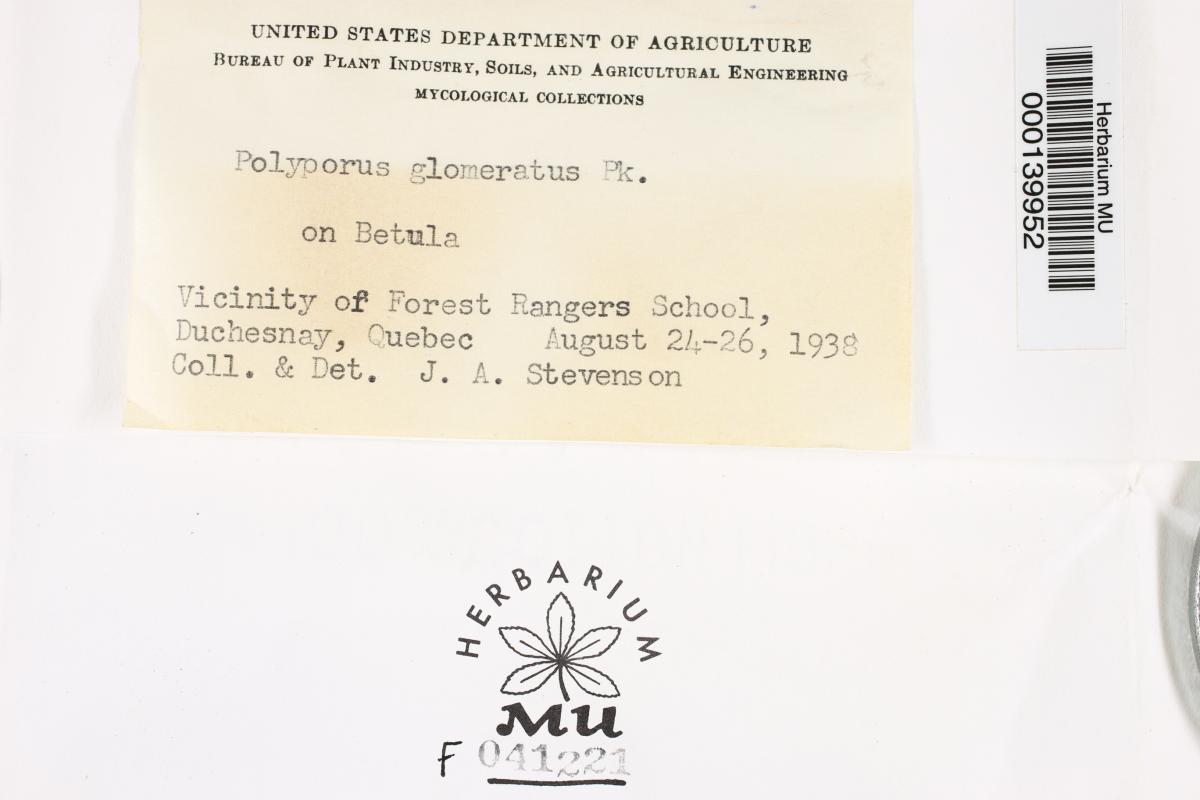 UNITED STATES DEPARTMENT OF AGRICULTURE
BUREAU OF PLANT INDUSTRY, SOILS, AND AGRICULTURAL ENGINEERING
MYCOLOGICAL COLLECTIONS
Polyporus glomeratus Pk.
on Betula
Vicinity of Forest Rangers School,
Duchesnay, Quebec August 24-26, 1938
Coll. & Det. J. A. Stevenson
Herbarium MU
000139952
HERBARIUM
MU
F 041221